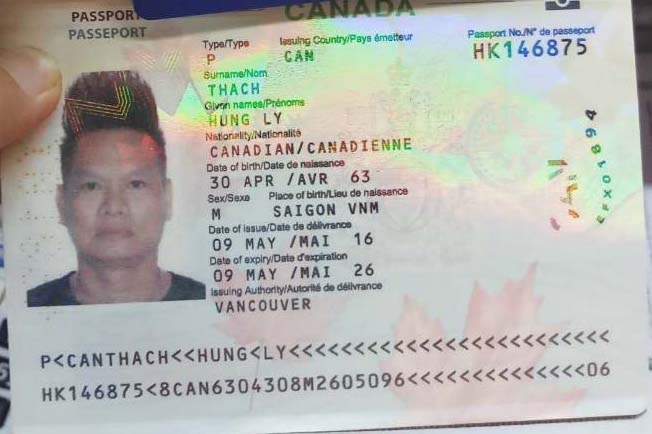 PASSPORT
PASSEPORT
CANADA
Type/Type Issuing Country/Pays émetteur Passport No./N° de passeport
P CAN HK146875
Surname/Nom
THACH
Given names/Prénoms
HUNG LY
Nationality/Nationalité
CANADIAN/CANADIENNE
Date of birth/Date de naissance
30 APR /AVR 63
Sex/Sexe Place of birth/Lieu de naissance
M SAIGON VNM
Date of issue/Date de délivrance
09 MAY /MAI 16
Date of expiry/Date d'expiration
09 MAY /MAI 26
Issuing Authority/Autorité de délivrance
VANCOUVER
P<CANTHACH<<HUNG<LY<<<<<<<<<<<<<<<<<<<<<<<<<
HK146875<8CAN6304308M2605096<<<<<<<<<<<<<<06